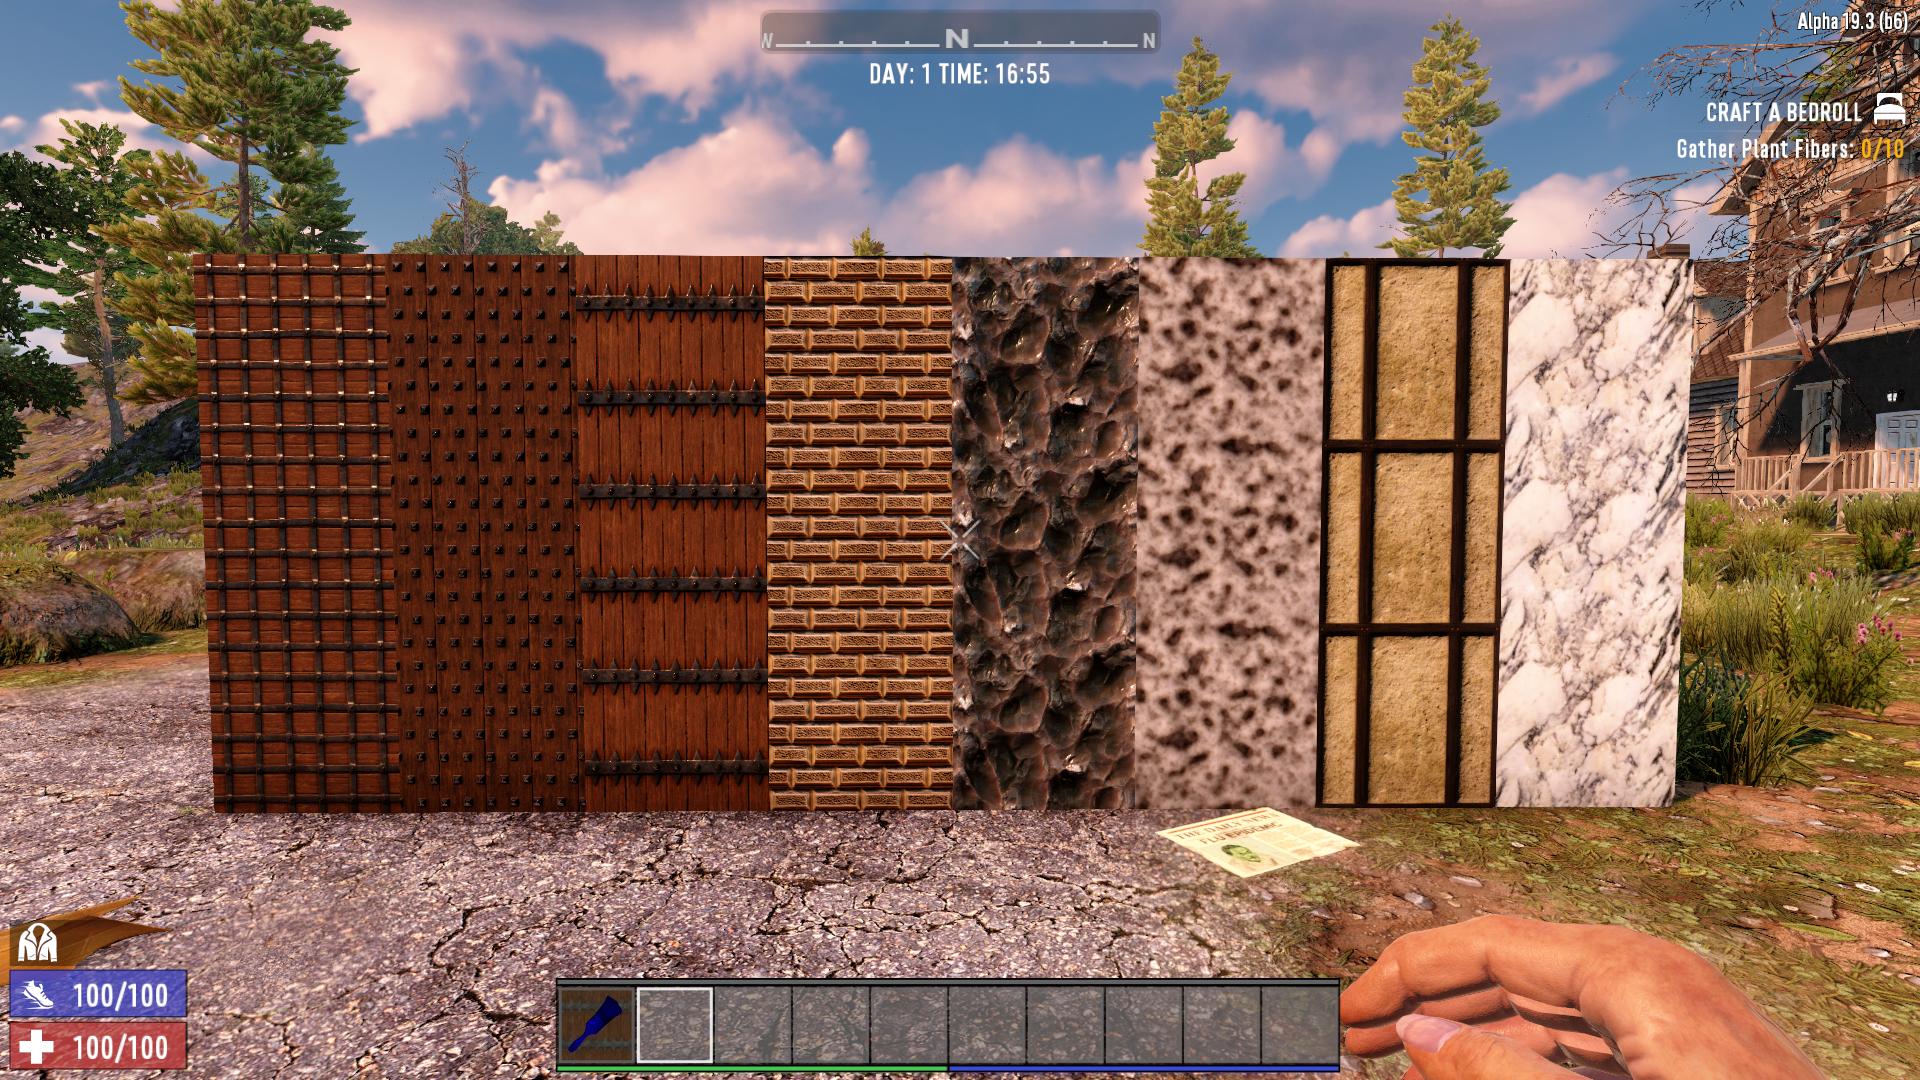 Alpha 19.3 (b6)
W N N
DAY: 1 TIME: 16:55
CRAFT A BEDROLL
Gather Plant Fibers: 0/10
100/100
100/100